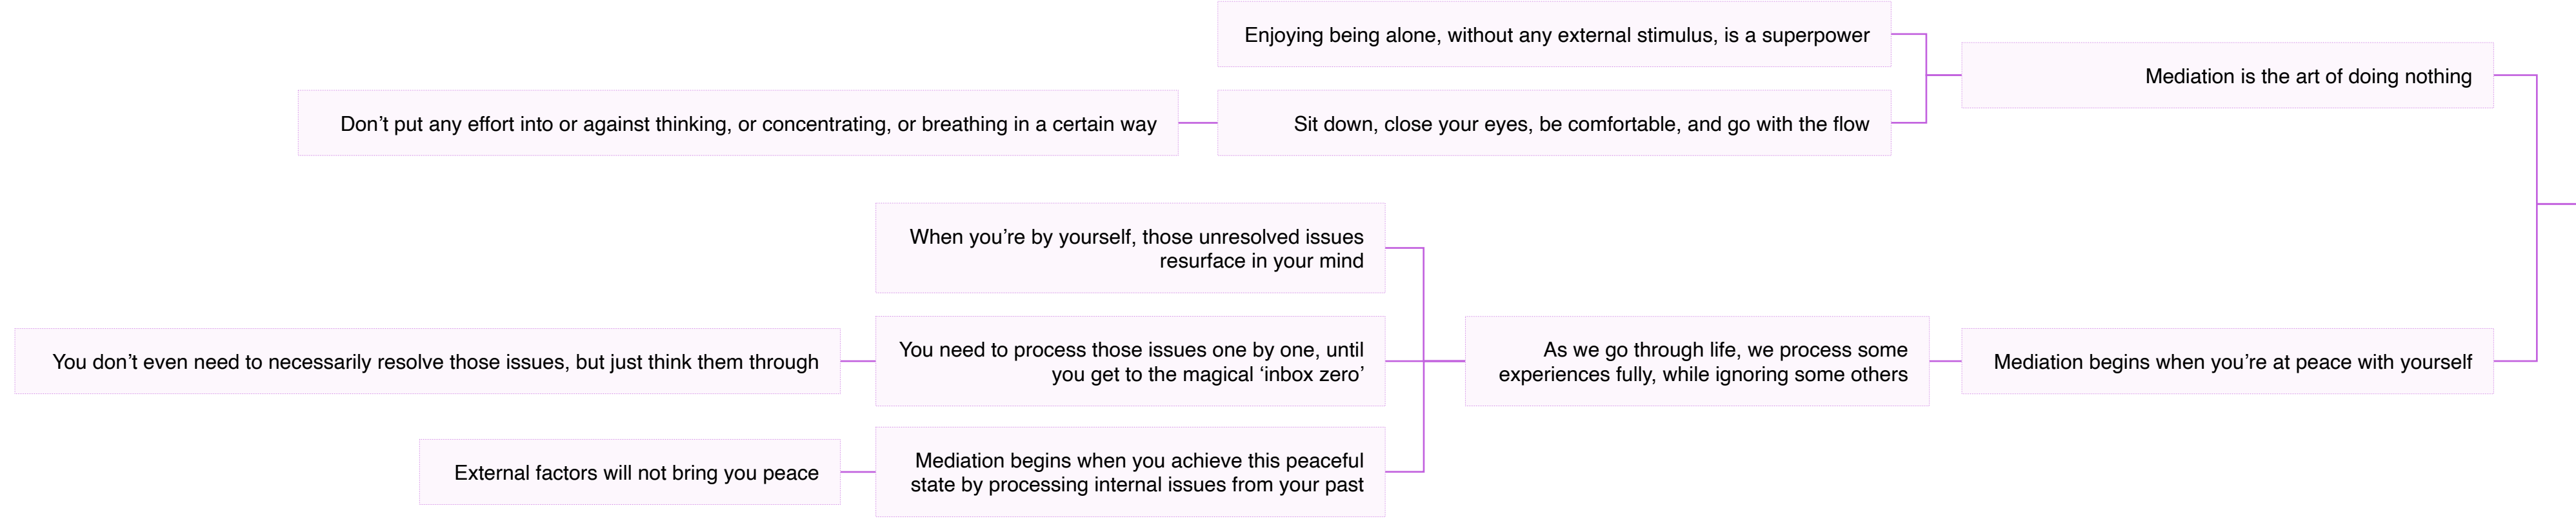 Enjoying being alone, without any external stimulus, is a superpower
Mediation is the art of doing nothing
Don’t put any effort into or against thinking, or concentrating, or breathing in a certain way
Sit down, close your eyes, be comfortable, and go with the flow
When you’re by yourself, those unresolved issues
resurface in your mind
You don’t even need to necessarily resolve those issues, but just think them through
You need to process those issues one by one, until
you get to the magical ‘inbox zero’
As we go through life, we process some
experiences fully, while ignoring some others
Mediation begins when you’re at peace with yourself
External factors will not bring you peace
Mediation begins when you achieve this peaceful
state by processing internal issues from your past